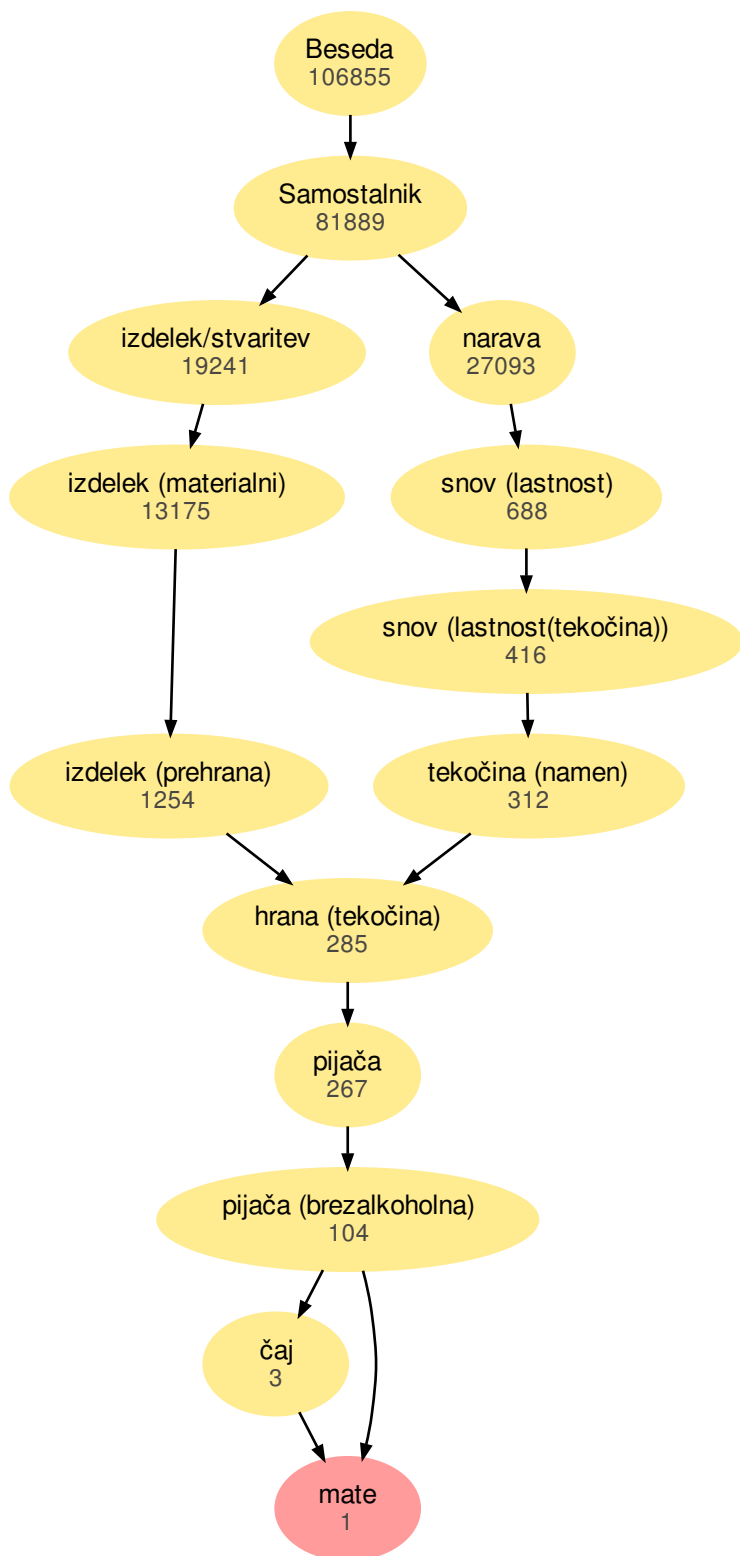 Beseda
106855
Samostalnik
81889
izdelek/stvaritev
19241
narava
27093
izdelek (materialni)
13175
snov (lastnost)
688
snov (lastnost(tekočina))
416
izdelek (prehrana)
1254
tekočina (namen)
312
hrana (tekočina)
285
pijača
267
pijača (brezalkoholna)
104
čaj
3
mate
1